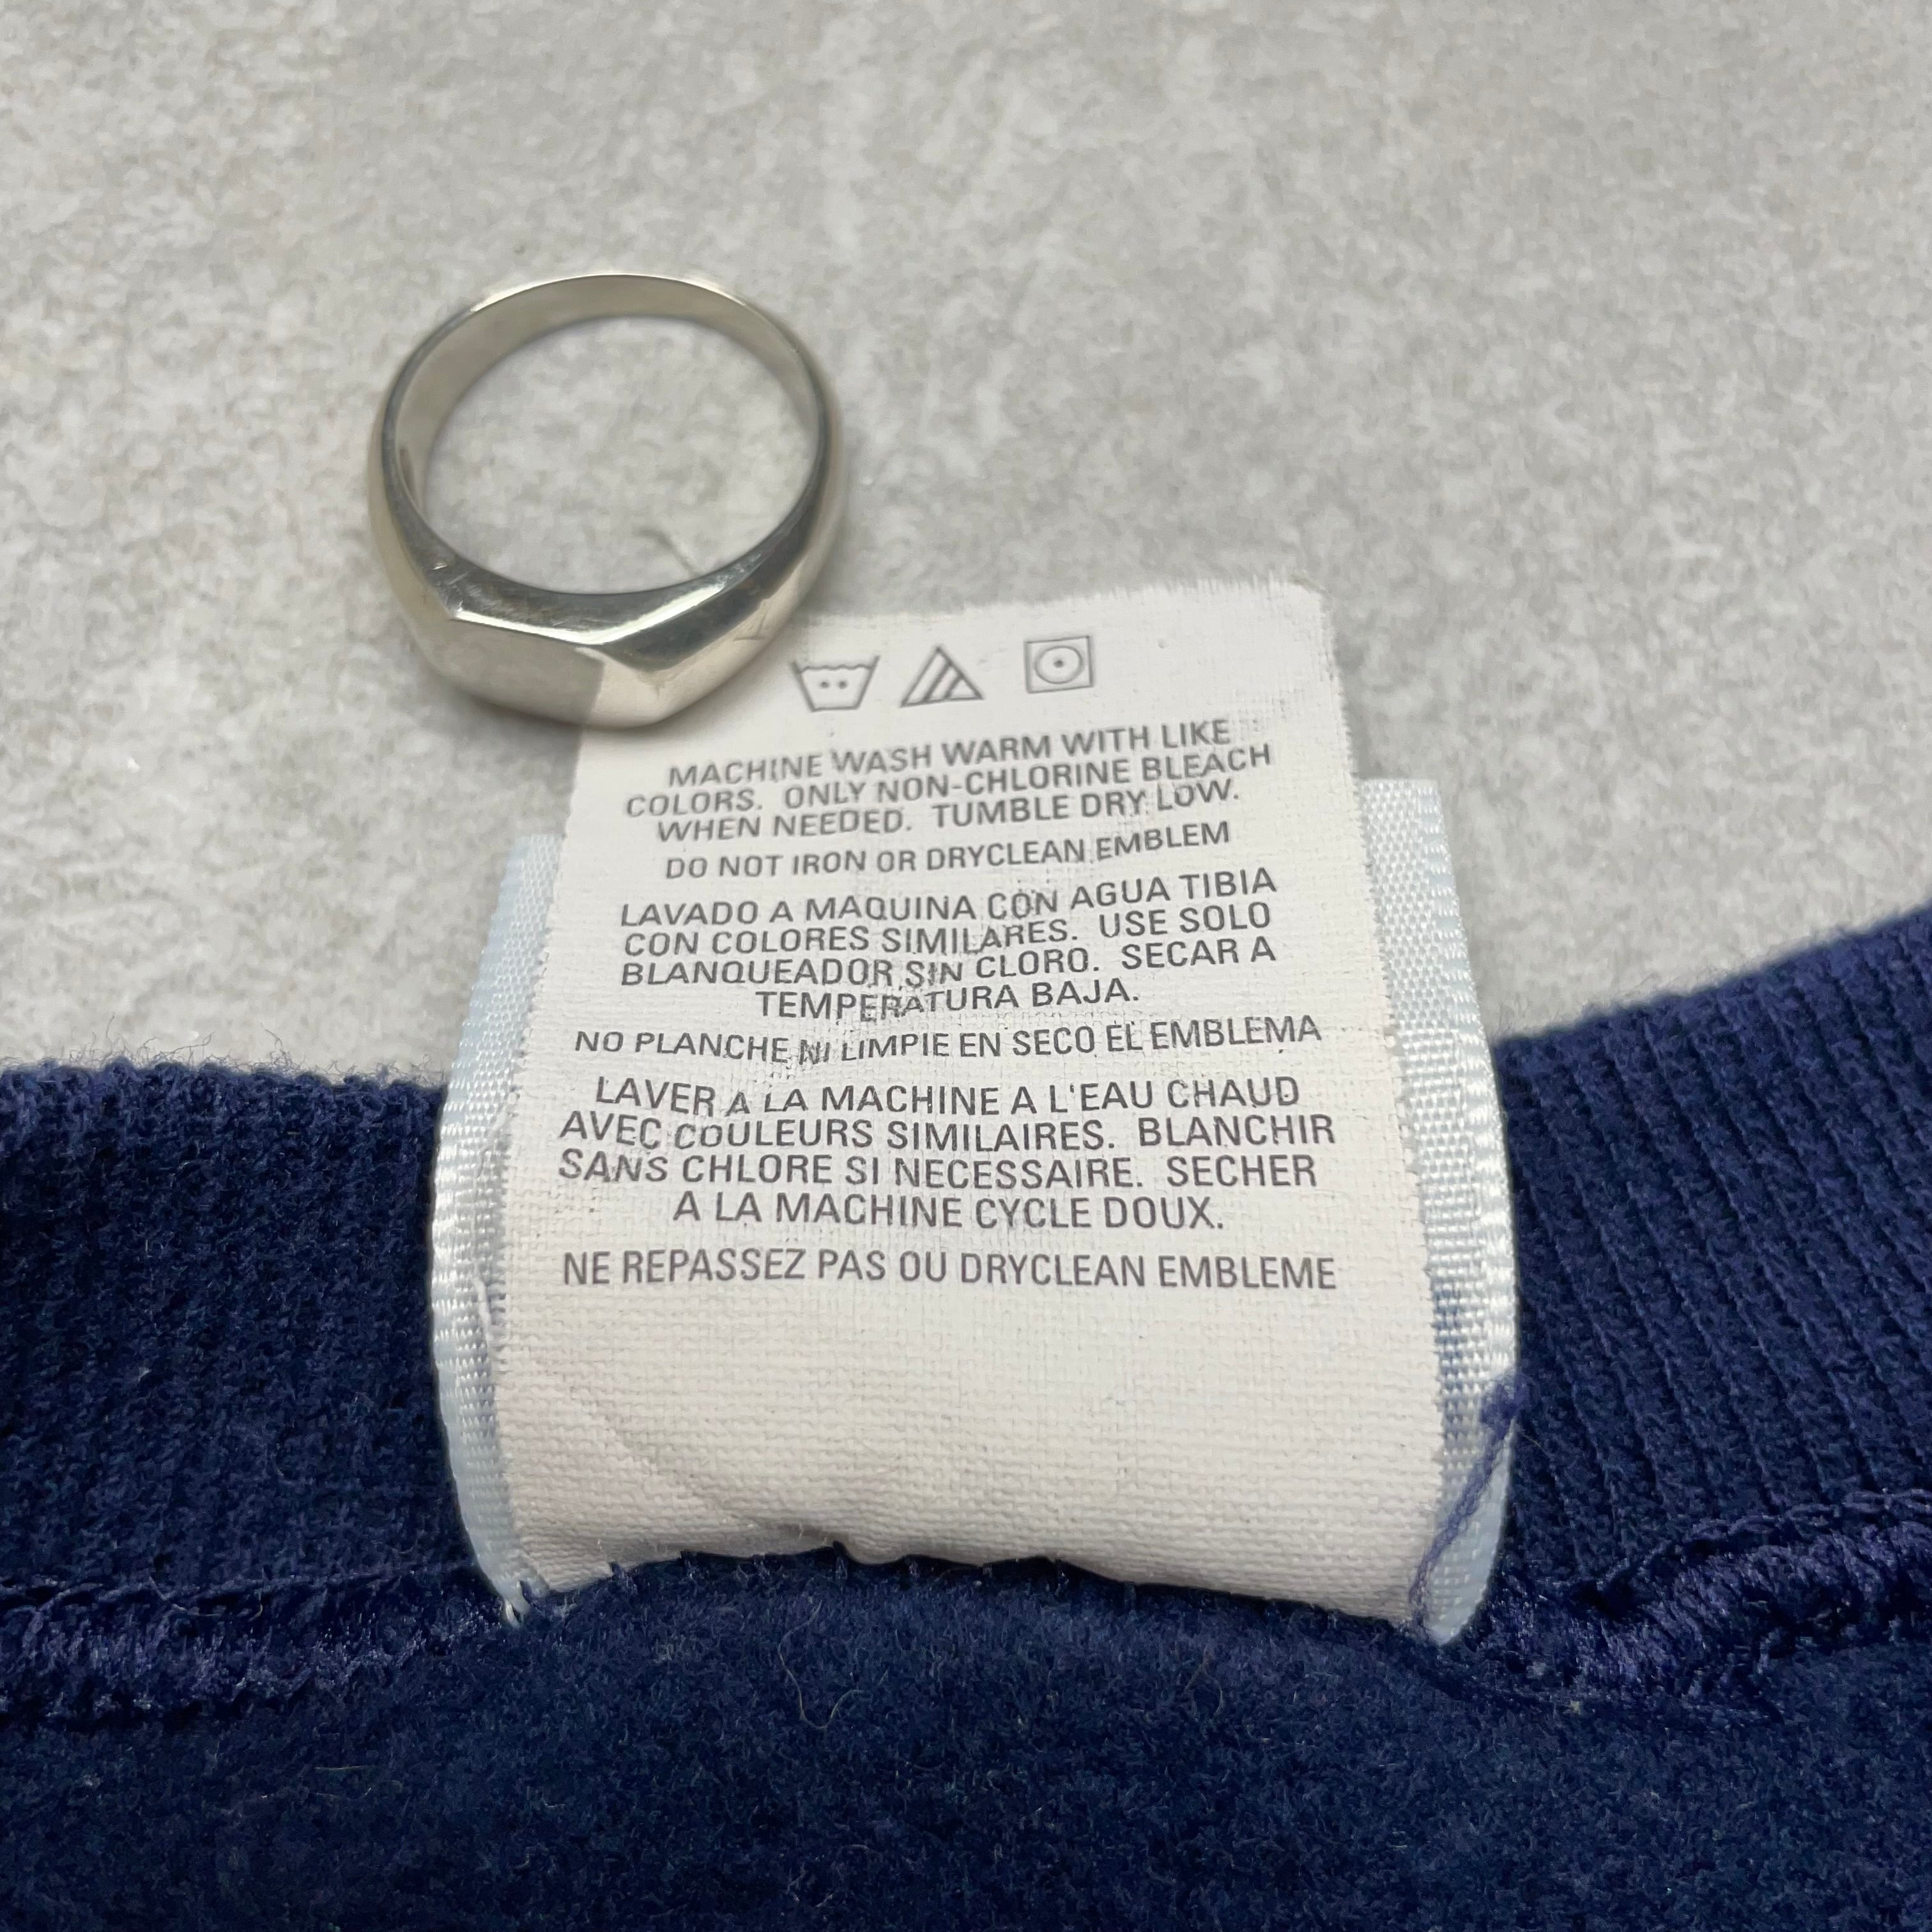 MACHINE WASH WARM WITH LIKE
COLORS. ONLY NON-CHLORINE BLEACH
WHEN NEEDED. TUMBLE DRY LOW.
DO NOT IRON OR DRYCLEAN EMBLEM
LAVADO A MAQUINA CON AGUA TIBIA
CON COLORES SIMILARES. USE SOLO
BLANQUEADOR SIN CLORO. SECAR A
TEMPERATURA BAJA.
NO PLANCHE NI LIMPIE EN SECO EL EMBLEMA
LAVER A LA MACHINE A L'EAU CHAUD
AVEC COULEURS SIMILAIRES. BLANCHIR
SANS CHLORE SI NECESSAIRE. SECHER
A LA MACHINE CYCLE DOUX.
NE REPASSEZ PAS OU DRYCLEAN EMBLEME